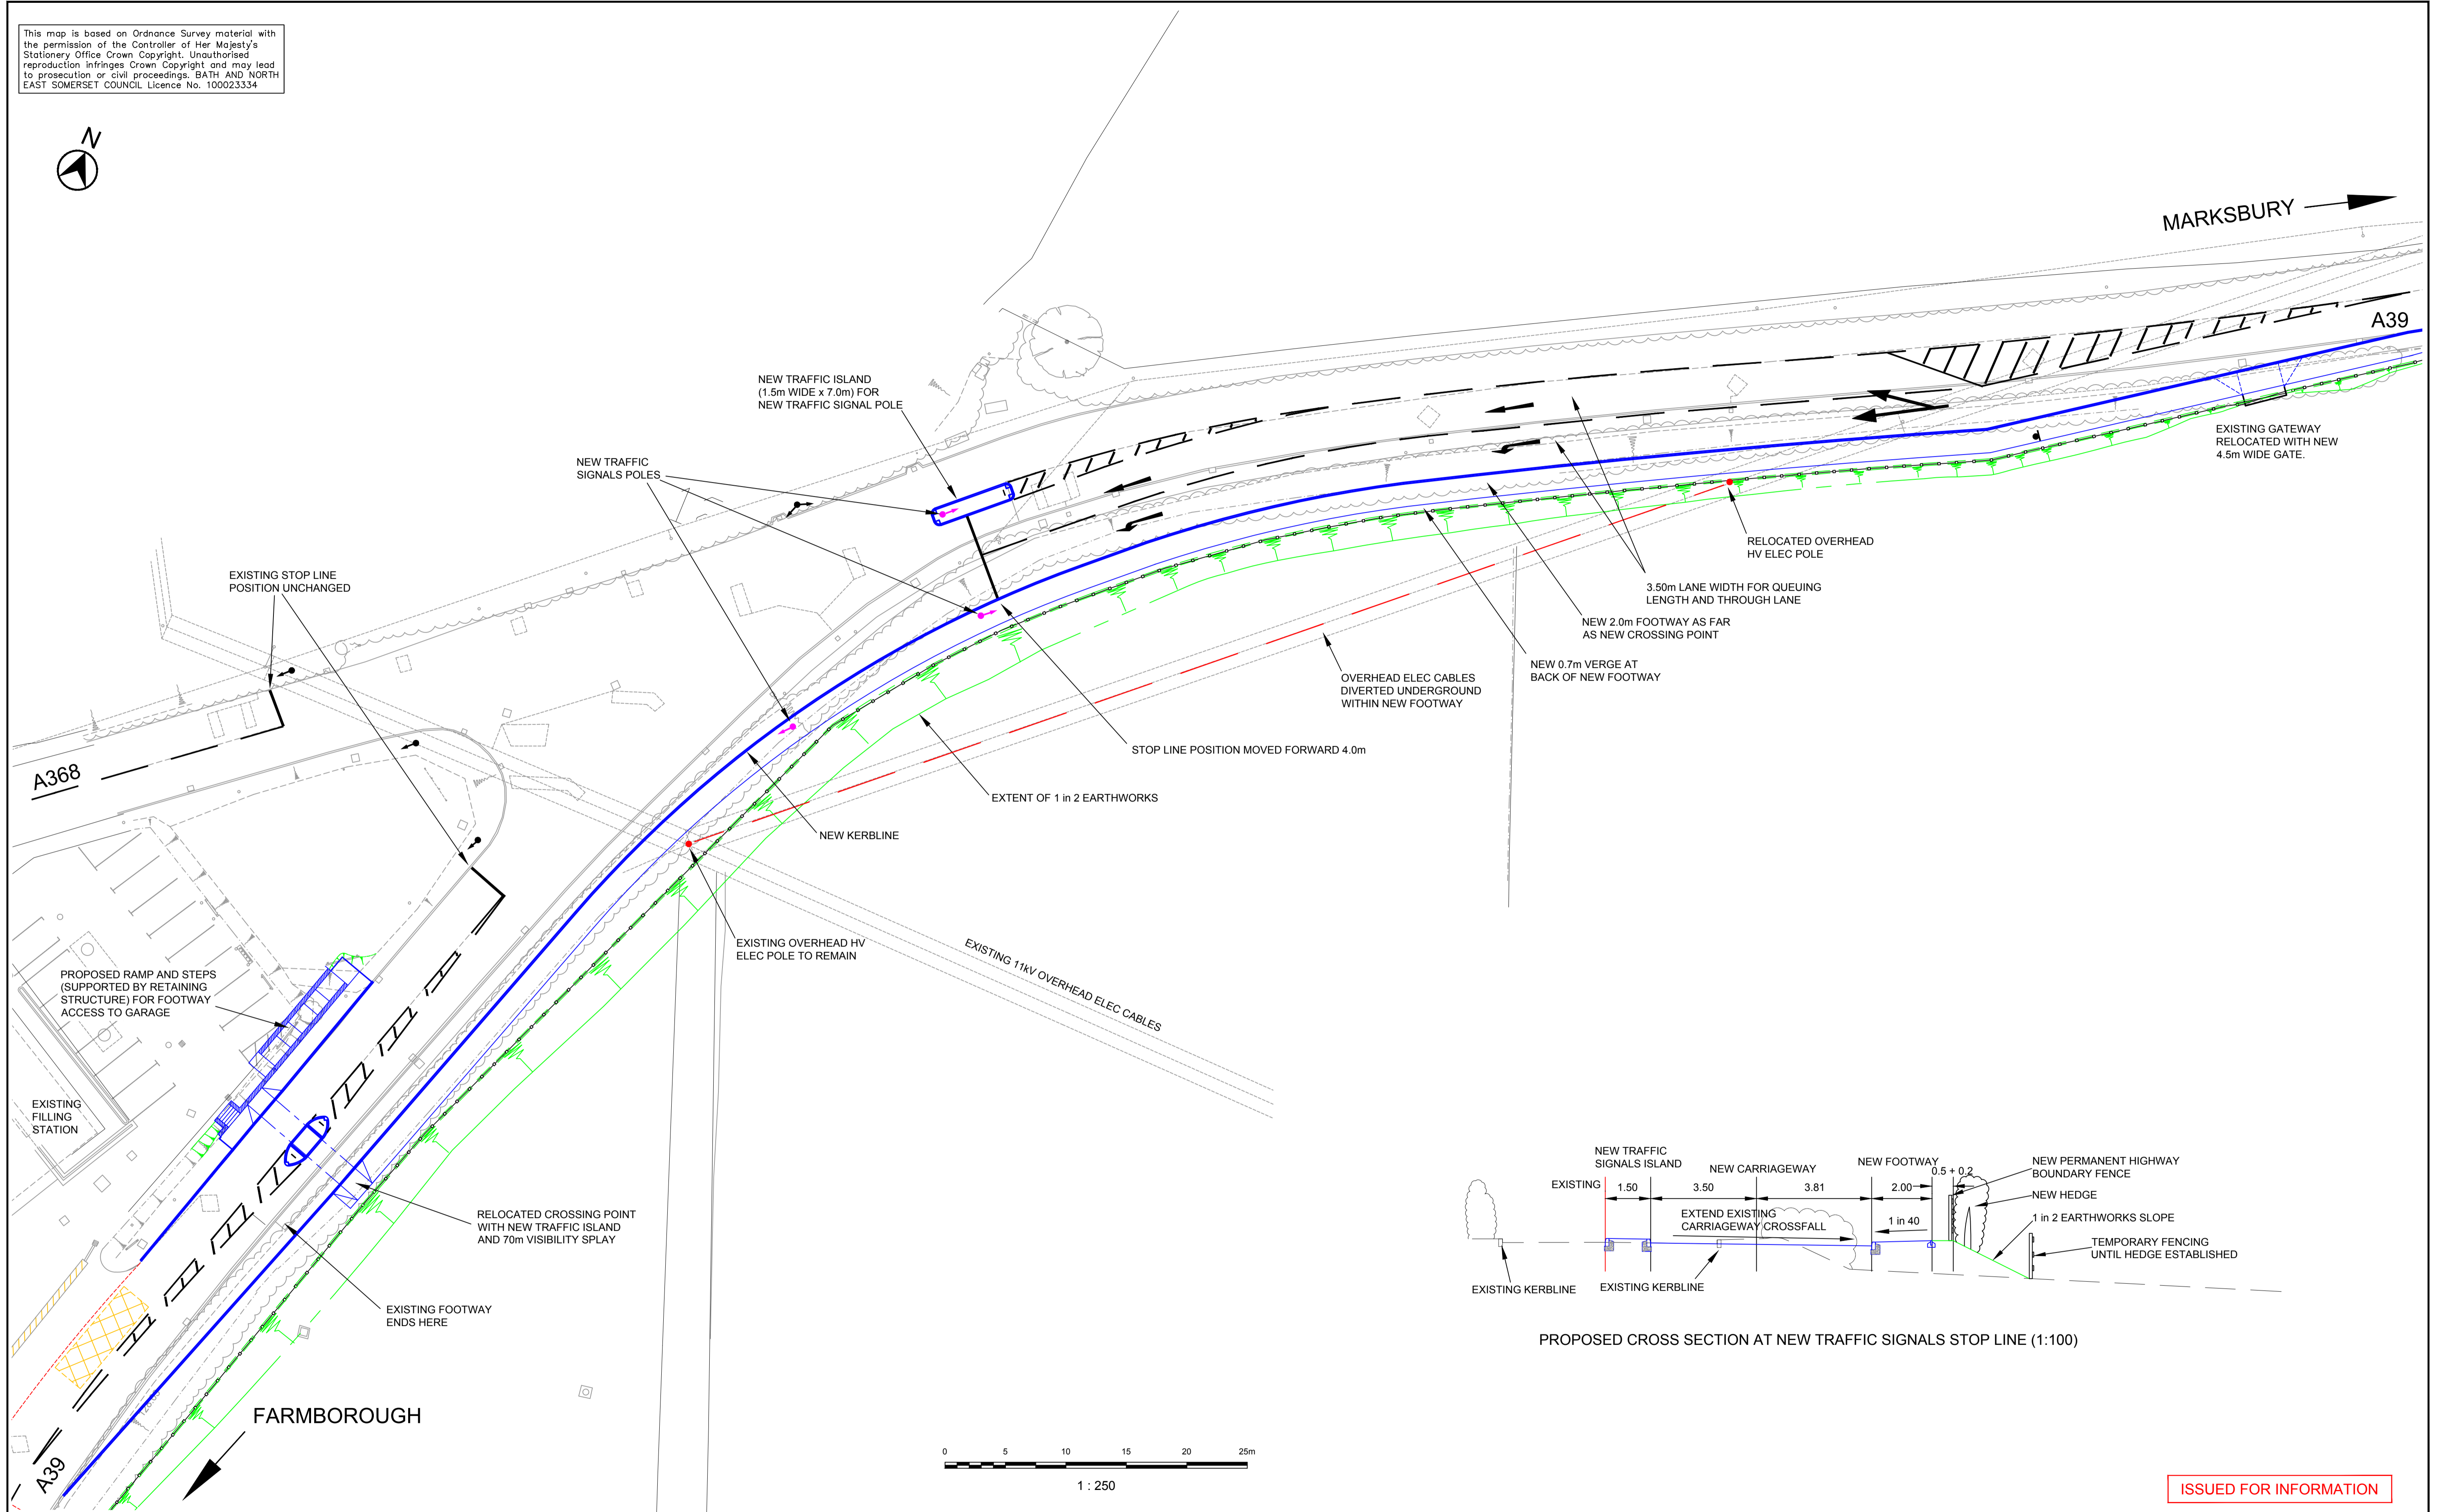 This map is based on Ordnance Survey material with
the permission of the Controller of Her Majesty's
Stationery Office Crown Copyright. Unauthorised
reproduction infringes Crown Copyright and may lead
to prosecution or civil proceedings. BATH AND NORTH
EAST SOMERSET COUNCIL Licence No. 100023334
N
MARKSBURY
A39
NEW TRAFFIC ISLAND
(1.5m WIDE x 7.0m) FOR
NEW TRAFFIC SIGNAL POLE
NEW TRAFFIC
SIGNALS POLES
EXISTING GATEWAY
RELOCATED WITH NEW
4.5m WIDE GATE.
RELOCATED OVERHEAD
HV ELEC POLE
EXISTING STOP LINE
POSITION UNCHANGED
3.50m LANE WIDTH FOR QUEUING
LENGTH AND THROUGH LANE
NEW 2.0m FOOTWAY AS FAR
AS NEW CROSSING POINT
NEW 0.7m VERGE AT
BACK OF NEW FOOTWAY
OVERHEAD ELEC CABLES
DIVERTED UNDERGROUND
WITHIN NEW FOOTWAY
STOP LINE POSITION MOVED FORWARD 4.0m
A368
EXTENT OF 1 in 2 EARTHWORKS
NEW KERBLINE
EXISTING OVERHEAD HV
ELEC POLE TO REMAIN
EXISTING 11kV OVERHEAD ELEC CABLES
PROPOSED RAMP AND STEPS
(SUPPORTED BY RETAINING
STRUCTURE) FOR FOOTWAY
ACCESS TO GARAGE
EXISTING
FILLING
STATION
RELOCATED CROSSING POINT
WITH NEW TRAFFIC ISLAND
AND 70m VISIBILITY SPLAY
EXISTING FOOTWAY
ENDS HERE
FARMBOROUGH
A39
NEW TRAFFIC
SIGNALS ISLAND
NEW CARRIAGEWAY
NEW FOOTWAY
0.5 + 0.2
NEW PERMANENT HIGHWAY
BOUNDARY FENCE
EXISTING
1.50
3.50
3.81
2.00
NEW HEDGE
EXTEND EXISTING
CARRIAGEWAY CROSSFALL
1 in 40
1 in 2 EARTHWORKS SLOPE
TEMPORARY FENCING
UNTIL HEDGE ESTABLISHED
EXISTING KERBLINE
EXISTING KERBLINE
PROPOSED CROSS SECTION AT NEW TRAFFIC SIGNALS STOP LINE (1:100)
0 5 10 15 20 25m
1 : 250
ISSUED FOR INFORMATION